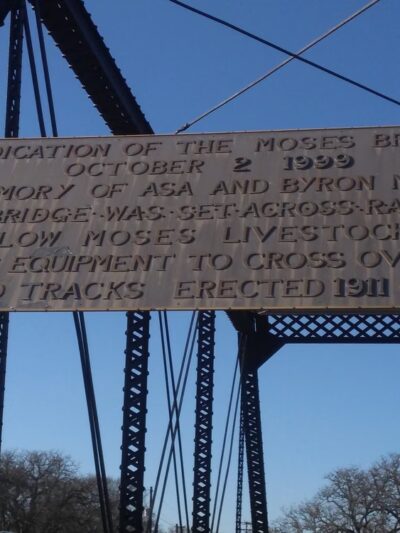 DICATION OF THE MOSES BR
OCTOBER 2 1999
MORY OF ASA AND BYRON M
BRIDGE WAS SET ACROSS RA
LOW MOSES LIVESTOCK
EQUIPMENT TO CROSS OV
D TRACKS ERECTED 1911